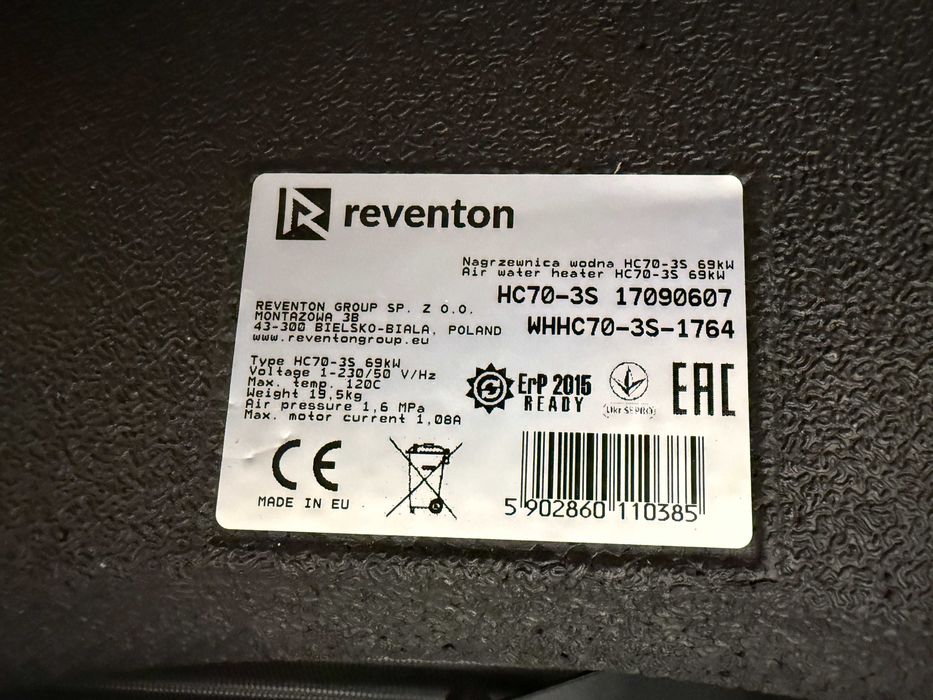 reventon
Nagrzewnica wodna HC70-3S 69kW
Air water heater HC70-3S 69kW
HC70-3S 17090607
WHHC70-3S-1764
REVENTON GROUP SP. Z O.O.
MONTAZOWA 3B
43-300 BIELSKO-BIALA, POLAND
www.reventongroup.eu
Type HC70-3S 69kW
Voltage 1-230/50 V/Hz
Max. temp. 120C
Weight 19,5kg
Air pressure 1,6 MPa
Max. motor current 1,08A
ErP 2015
READY
Ukr SEPRO
EAC
CE
MADE IN EU
5 902860 110385